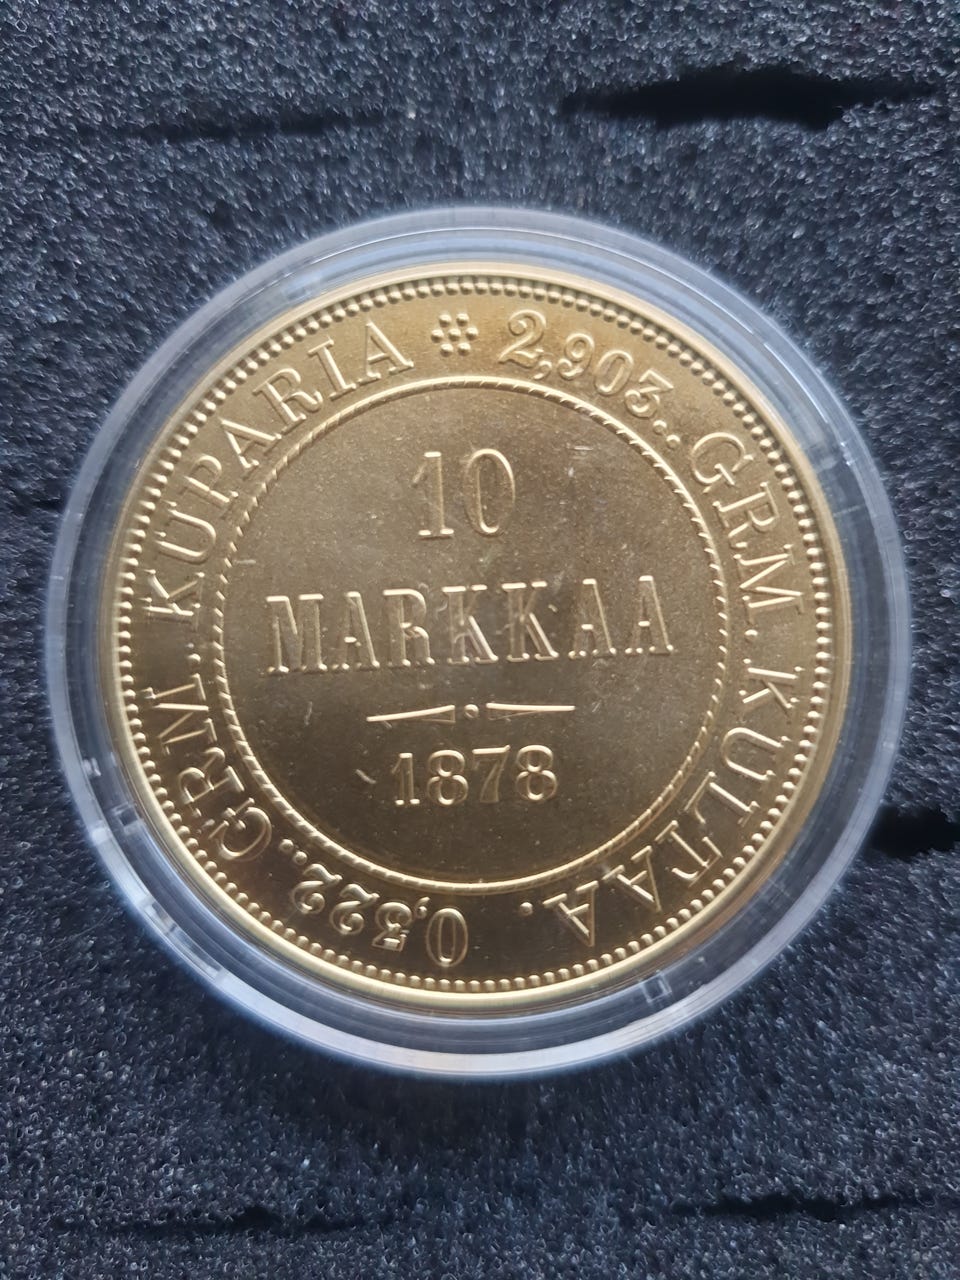 2,903.. GRM. KULTAA. 0,322.. GRM.. KUPARIA
10
MARKKAA
1878